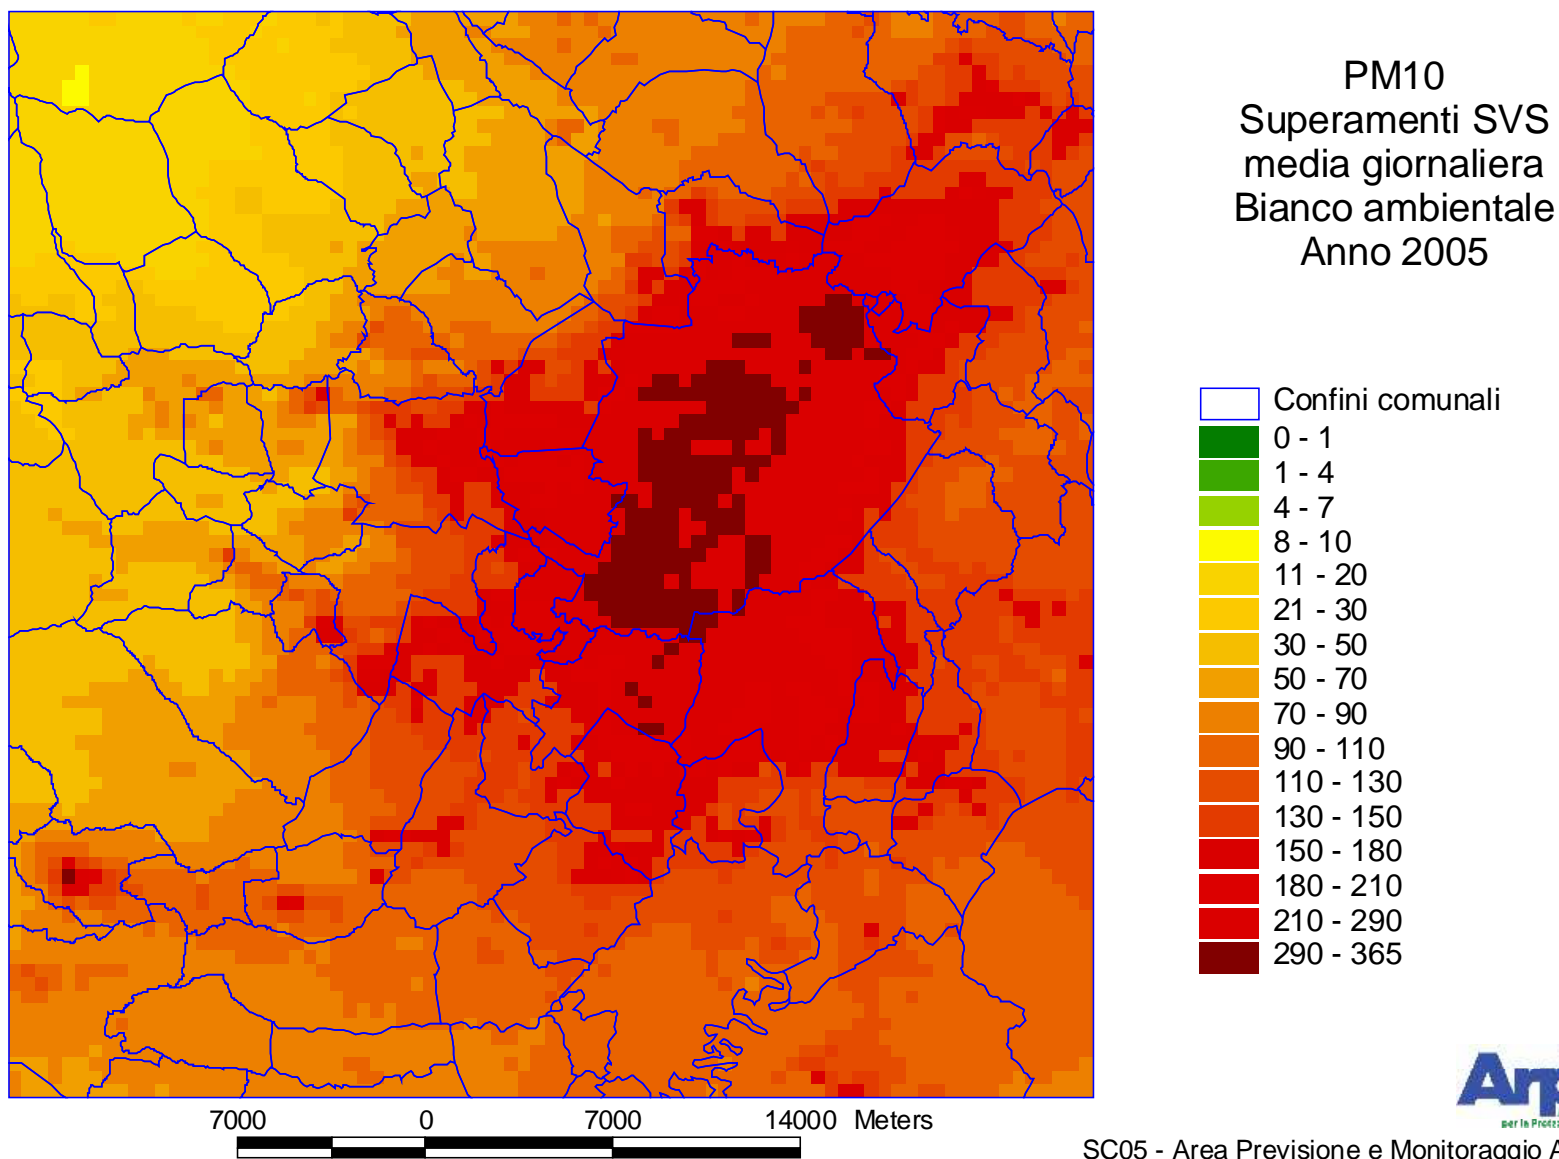 PM10
Superamenti SVS
media giornaliera
Bianco ambientale
Anno 2005
Confini comunali
0 - 1
1 - 4
4 - 7
8 - 10
11 - 20
21 - 30
30 - 50
50 - 70
70 - 90
90 - 110
110 - 130
130 - 150
150 - 180
180 - 210
210 - 290
290 - 365
7000 0 7000 14000 Meters
per la
SC05 - Area Previsione e Monitoraggio A